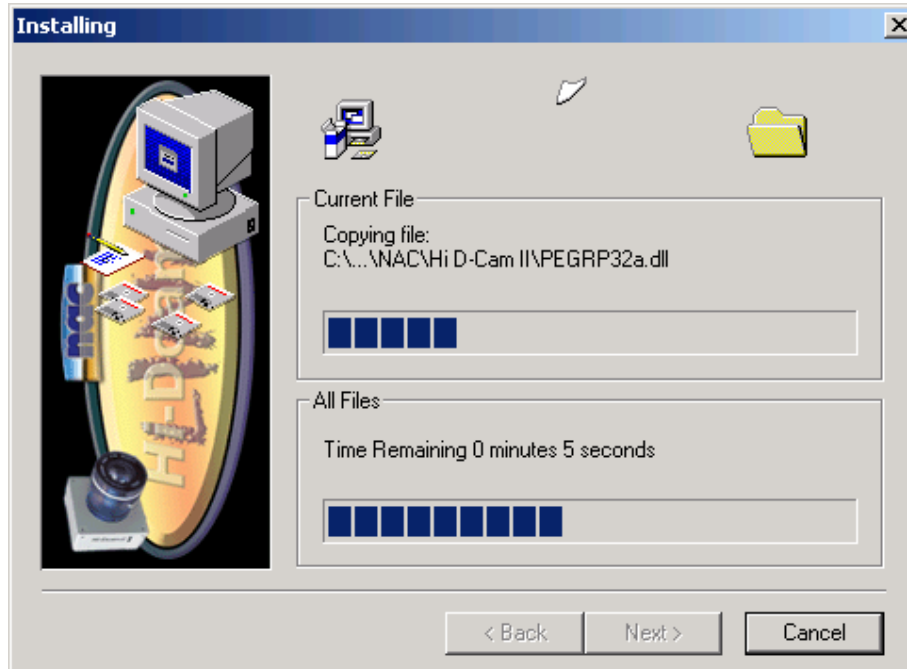 Installing
nac
Hi-Dcam
Current File
Copying file:
C:\...\NAC\Hi D-Cam II\PEGRP32a.dll
All Files
Time Remaining 0 minutes 5 seconds
< Back
Next >
Cancel